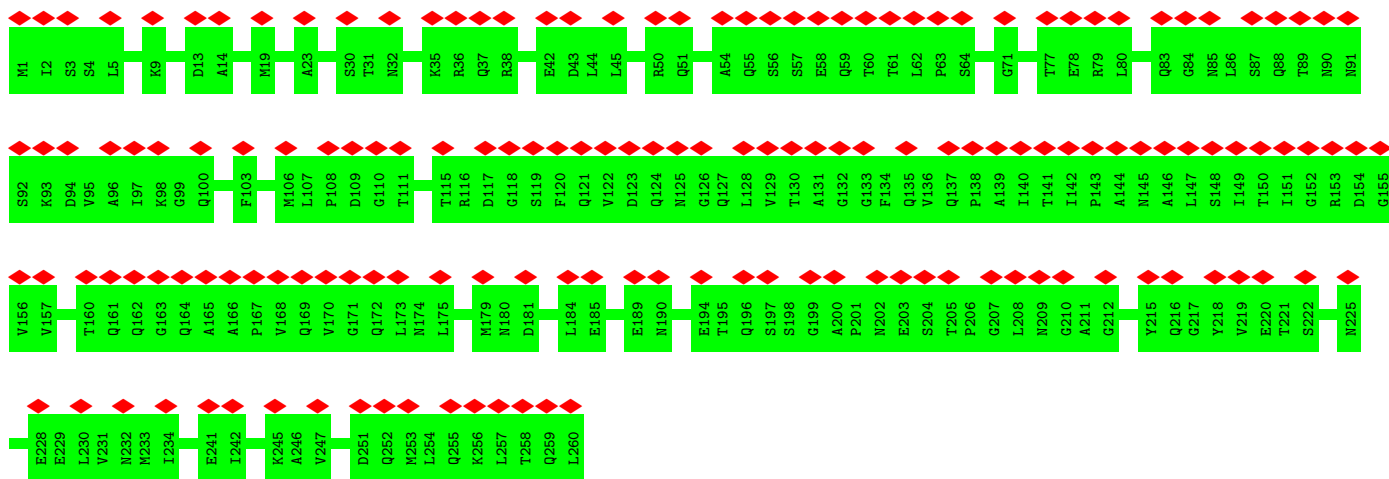 M1 I2 S3 S4 L5 K9 D13 A14 M19 A23 S30 T31 N32 K35 R36 Q37 R38 E42 D43 L44 L45 R50 Q51 A54 Q55 S56 S57 E58 Q59 T60 T61 L62 P63 S64 G71 T77 E78 R79 L80 Q83 G84 N85 L86 S87 Q88 T89 N90 N91
S92 K93 D94 V95 A96 I97 K98 G99 Q100 F103 M106 L107 P108 D109 G110 T111 T115 R116 D117 G118 S119 F120 Q121 V122 D123 Q124 N125 G126 Q127 L128 V129 T130 A131 G132 G133 F134 Q135 V136 Q137 P138 A139 I140 T141 I142 P143 A144 N145 A146 L147 S148 I149 T150 I151 G152 R153 D154 G155
V156 V157 T160 Q161 Q162 G163 Q164 A165 A166 P167 V168 Q169 V170 G171 Q172 L173 N174 L175 M179 N180 D181 L184 E185 E189 N190 E194 T195 Q196 S197 S198 G199 A200 P201 N202 E203 S204 T205 P206 G207 L208 N209 G210 A211 G212 Y215 Q216 G217 Y218 V219 E220 T221 S222 N225
E228 E229 L230 V231 N232 M233 I234 E241 I242 K245 A246 V247 D251 Q252 M253 L254 Q255 K256 L257 T258 Q259 L260